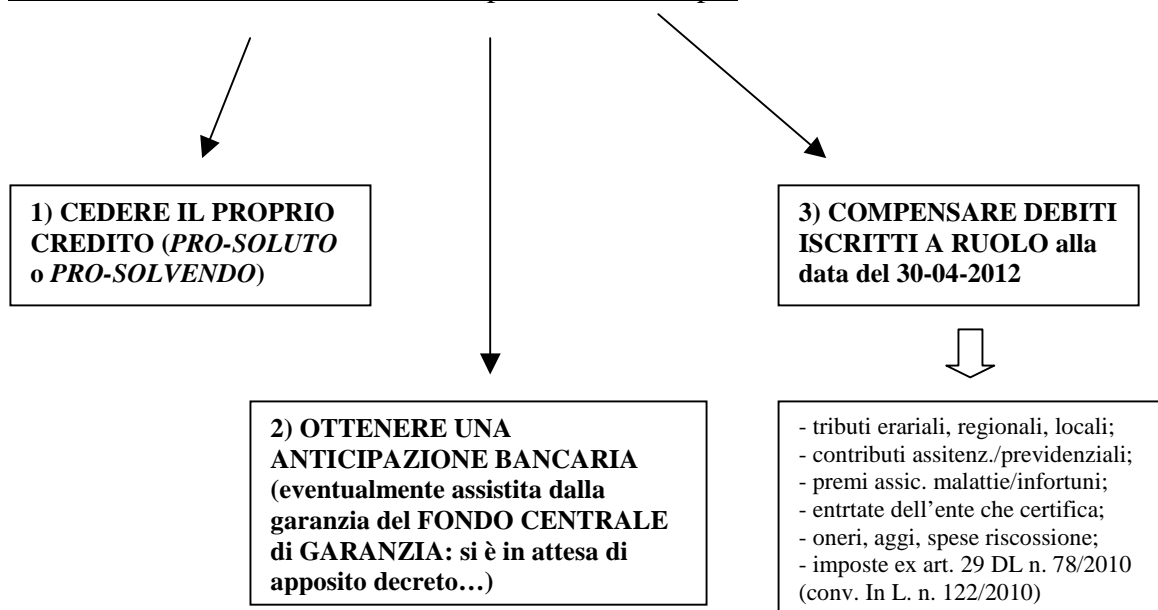 1) CEDERE IL PROPRIO
CREDITO (PRO-SOLUTO
o PRO-SOLVENDO)
3) COMPENSARE DEBITI
ISCRITTI A RUOLO alla
data del 30-04-2012
2) OTTENERE UNA
ANTICIPAZIONE BANCARIA
(eventualmente assistita dalla
garanzia del FONDO CENTRALE
di GARANZIA: si è in attesa di
apposito decreto…)
- tributi erariali, regionali, locali;
- contributi assitenz./previdenziali;
- premi assic. malattie/infortuni;
- entrtate dell'ente che certifica;
- oneri, aggi, spese riscossione;
- imposte ex art. 29 DL n. 78/2010
(conv. In L. n. 122/2010)